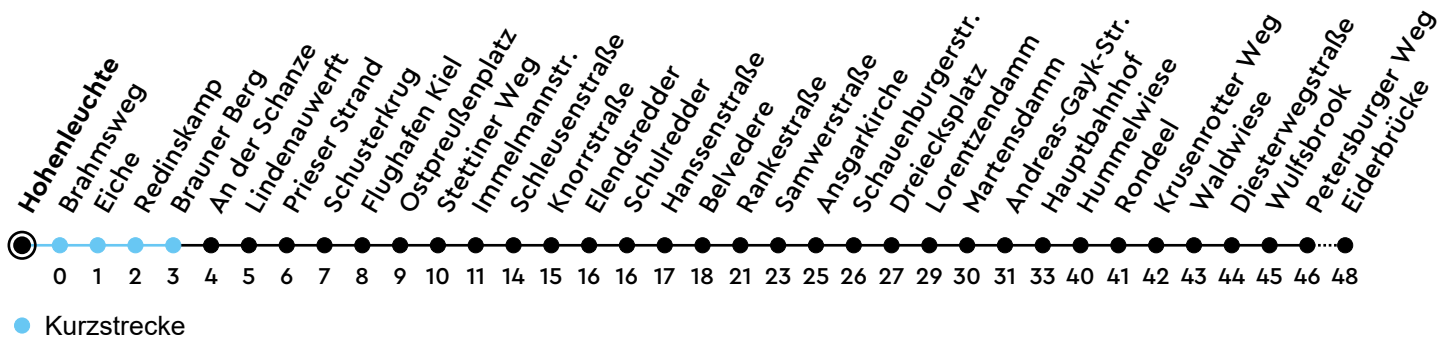 Hohenleuchte
Brahmsweg
Eiche
Redinskamp
Brauner Berg
An der Schanze
Lindenauwerft
Prieser Strand
Schusterkrug
Flughafen Kiel
Ostpreußenplatz
Stettiner Weg
Immelmannstr.
Schleusenstraße
Knorrstraße
Elendsredder
Schulredder
Hanssenstraße
Belvedere
Rankestraße
Samwerstraße
Ansgarkirche
Schauenburgerstr.
Dreiecksplatz
Lorentzendamm
Martensdamm
Andreas-Gayk-Str.
Hauptbahnhof
Hummelwiese
Rondeel
Krusenrotter Weg
Waldwiese
Diesterwegstraße
Wulfsbrook
Petersburger Weg
Eiderbrücke
0 1 2 3 4 5 6 7 8 9 10 11 14 15 16 16 17 18 21 23 25 26 27 29 30 31 33 40 41 42 43 44 45 46 48
Kurzstrecke